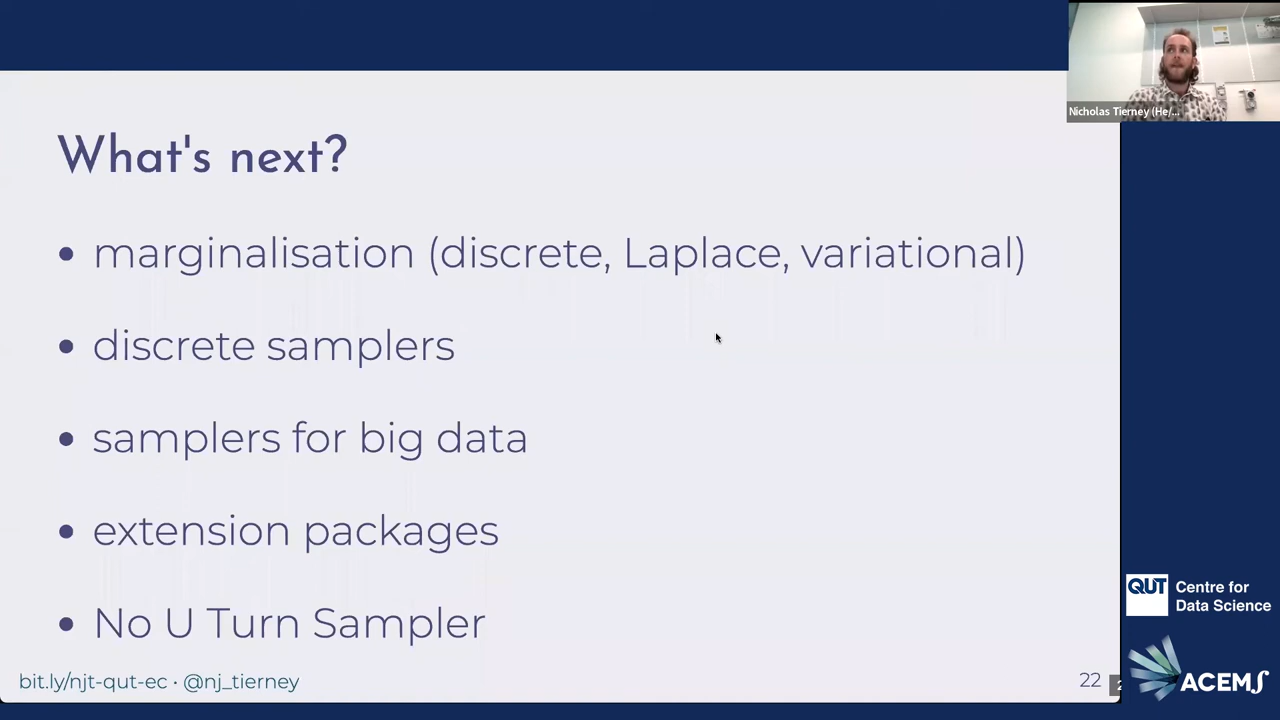 Nicholas Tierney (He/...
What's next?
• marginalisation (discrete, Laplace, variational)
• discrete samplers
• samplers for big data
• extension packages
• No U Turn Sampler
bit.ly/njt-qut-ec · @nj_tierney
22
QUT
Centre for
Data Science
ACEMS